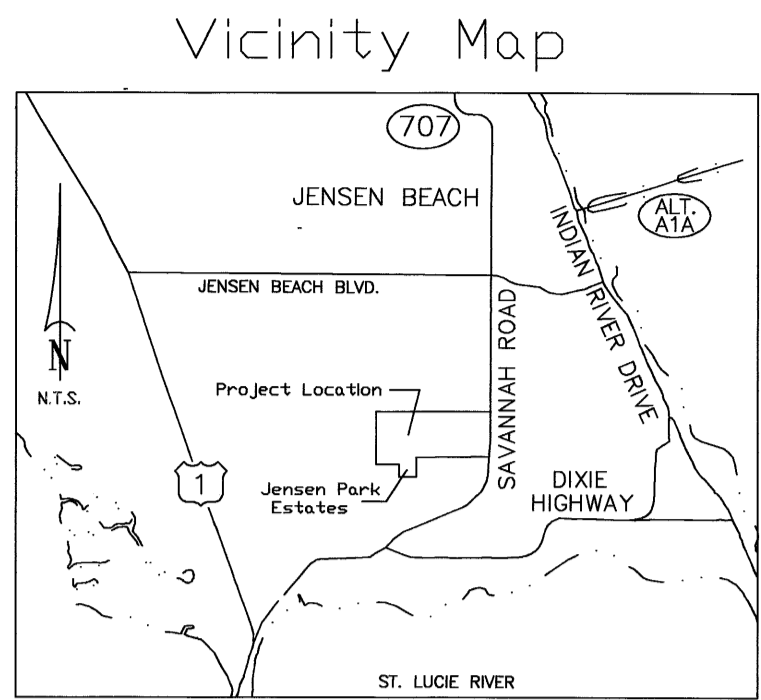 Vicinity Map
707
JENSEN BEACH
ALT.
A1A
INDIAN RIVER DRIVE
JENSEN BEACH BLVD.
SAVANNAH ROAD
N
N.T.S.
Project Location
1
Jensen Park
Estates
DIXIE
HIGHWAY
ST. LUCIE RIVER